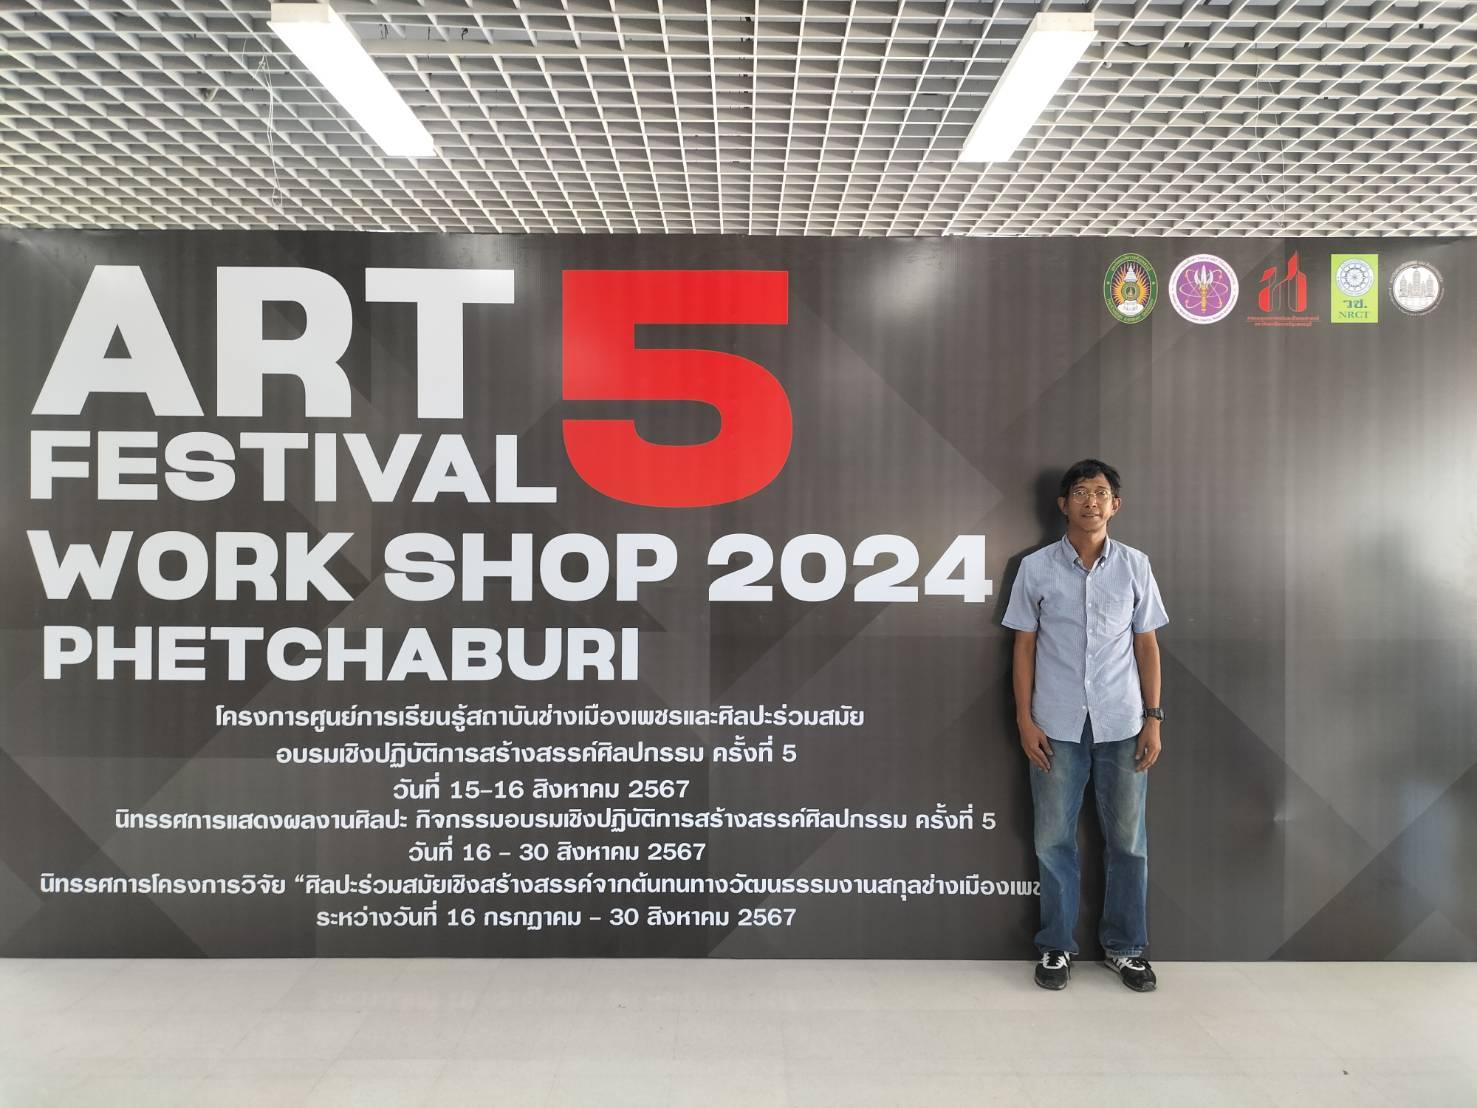 ART 5
FESTIVAL
WORK SHOP 2024
PHETCHABURI
โครงการศูนย์การเรียนรู้สถาบันช่างเมืองเพชรและศิลปะร่วมสมัย
อบรมเชิงปฏิบัติการสร้างสรรค์ศิลปกรรม ครั้งที่ 5
วันที่ 15-16 สิงหาคม 2567
นิทรรศการแสดงผลงานศิลปะ กิจกรรมอบรมเชิงปฏิบัติการสร้างสรรค์ศิลปกรรม ครั้งที่ 5
วันที่ 16 - 30 สิงหาคม 2567
นิทรรศการโครงการวิจัย “ศิลปะร่วมสมัยเชิงสร้างสรรค์จากต้นทนทางวัฒนธรรมงานสกุลช่างเมืองเพช
ระหว่างวันที่ 16 กรกฎาคม - 30 สิงหาคม 2567
วช.
NRCT